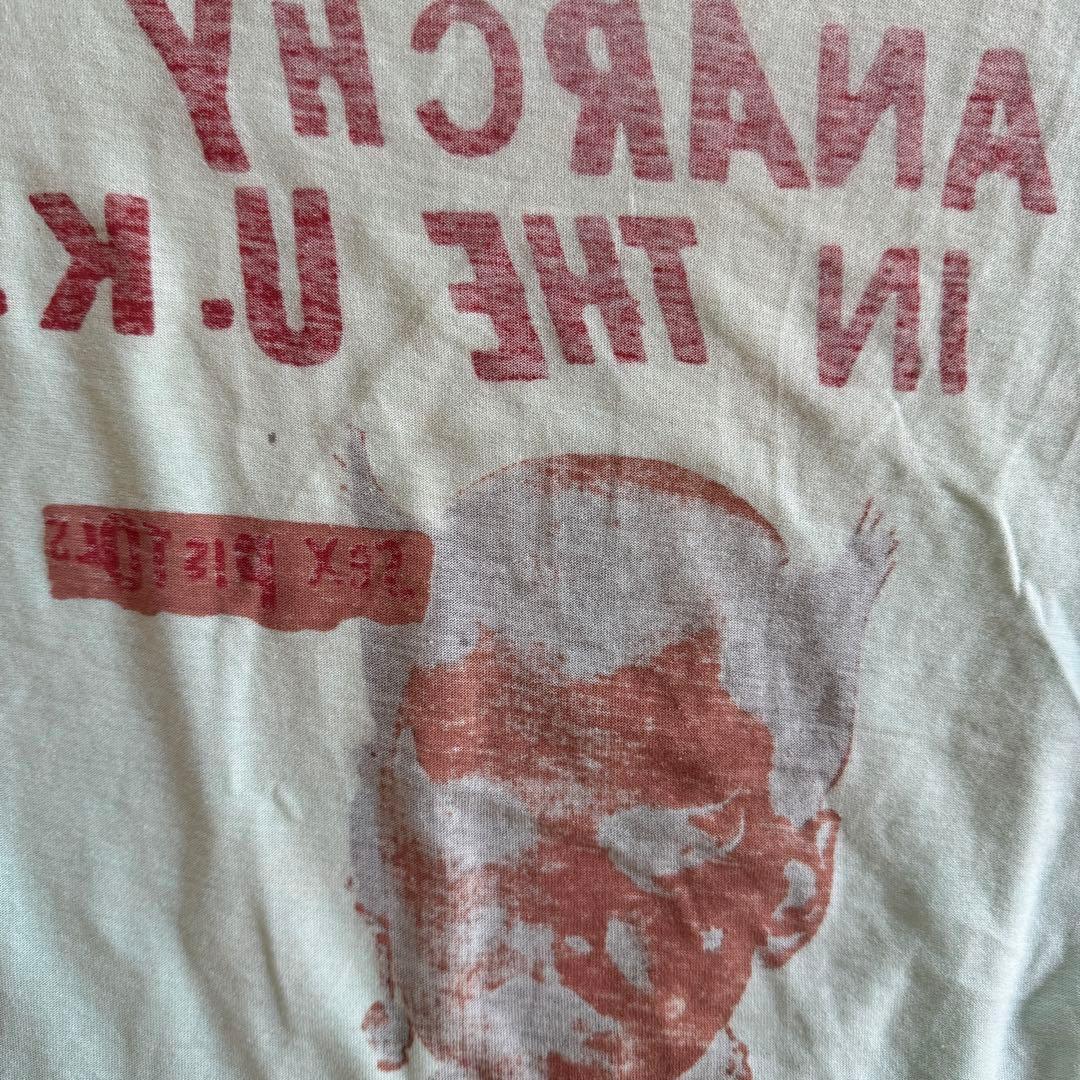 ANARCHY
IN THE U.K.
sex pistols